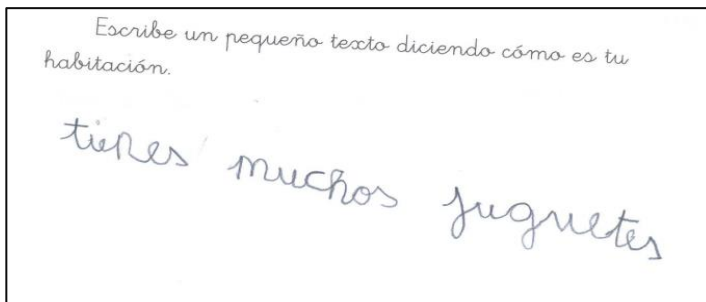 Escribe un pequeño texto diciendo cómo es tu
habitación.
tienes muchos juguetes